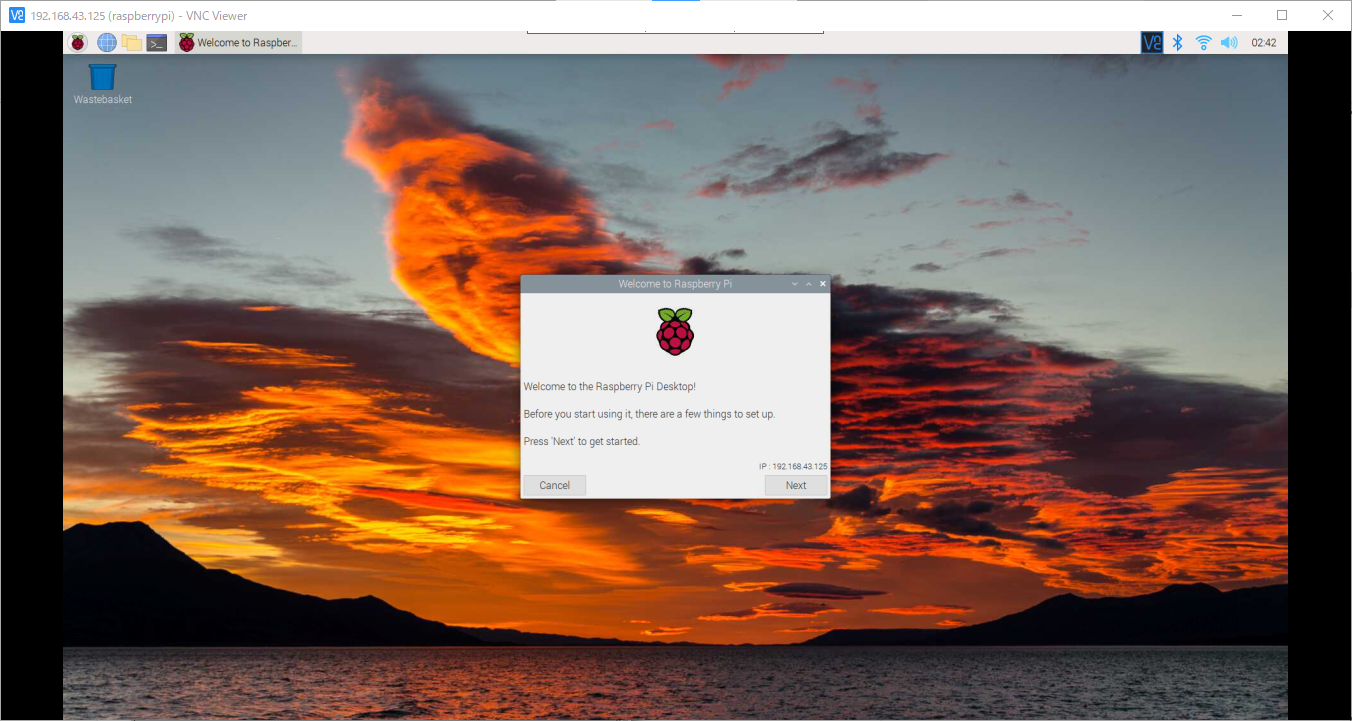 192.168.43.125 (raspberrypi) - VNC Viewer
Welcome to Raspber...
02:42
Wastebasket
Welcome to Raspberry Pi
Welcome to the Raspberry Pi Desktop!
Before you start using it, there are a few things to set up.
Press 'Next' to get started.
IP : 192.168.43.125
Cancel
Next